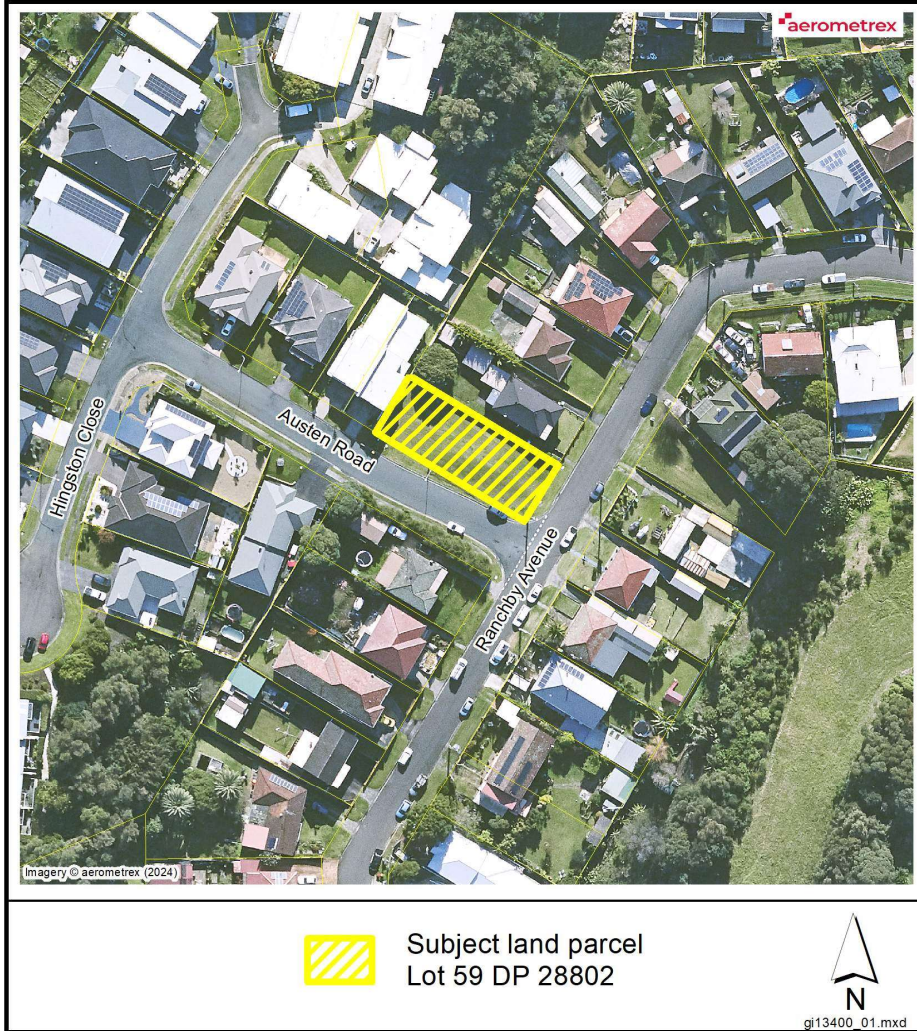 aerometrex
Hingston Close
Austen Road
Ranchby Avenue
Imagery © aerometrex (2024)
Subject land parcel
Lot 59 DP 28802
N
gi13400_01.mxd